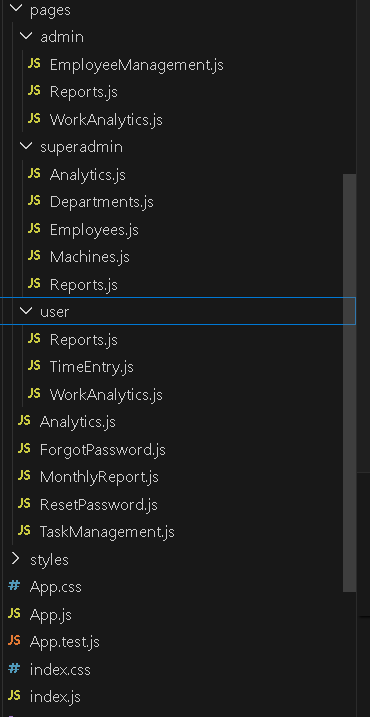 pages
admin
JS EmployeeManagement.js
JS Reports.js
JS WorkAnalytics.js
superadmin
JS Analytics.js
JS Departments.js
JS Employees.js
JS Machines.js
JS Reports.js
user
JS Reports.js
JS TimeEntry.js
JS WorkAnalytics.js
JS Analytics.js
JS ForgotPassword.js
JS MonthlyReport.js
JS ResetPassword.js
JS TaskManagement.js
styles
# App.css
JS App.js
JS App.test.js
# index.css
JS index.js